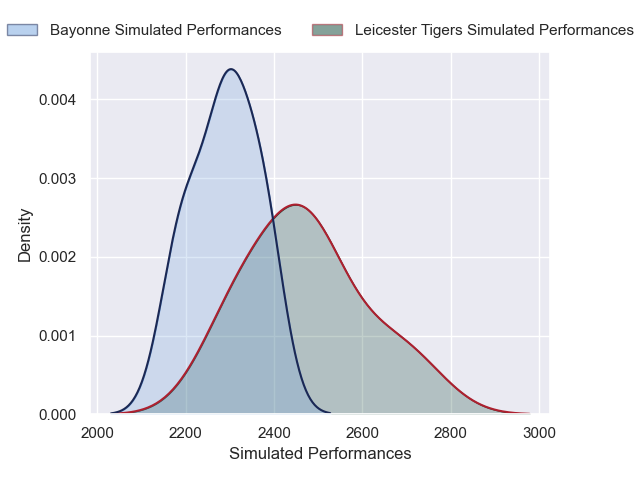 Bayonne Simulated Performances Leicester Tigers Simulated Performances
0.004
0.003
0.002
0.001
0.000
Density
2000 2200 2400 2600 2800 3000
Simulated Performances